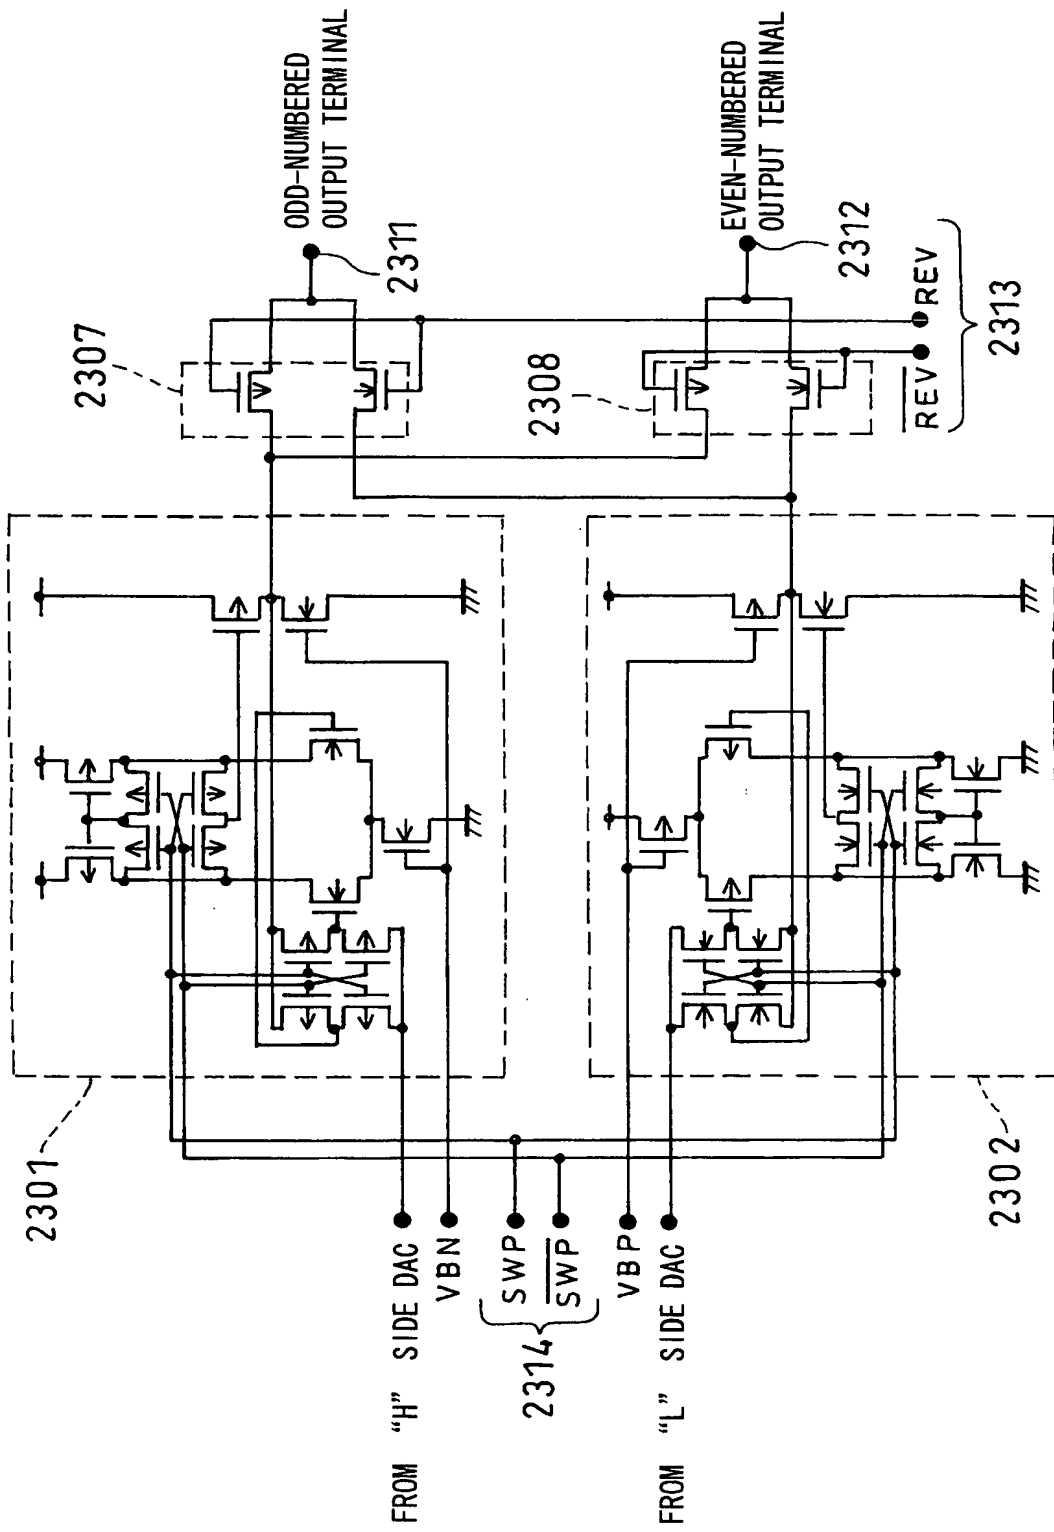 ODD-NUMBERED
OUTPUT TERMINAL
2311
EVEN-NUMBERED
OUTPUT TERMINAL
2312
2307
2308
REV
REV
2313
2301
2302
FROM "H" SIDE DAC
VBN
SWP
SWP
2314
VBP
FROM "L" SIDE DAC